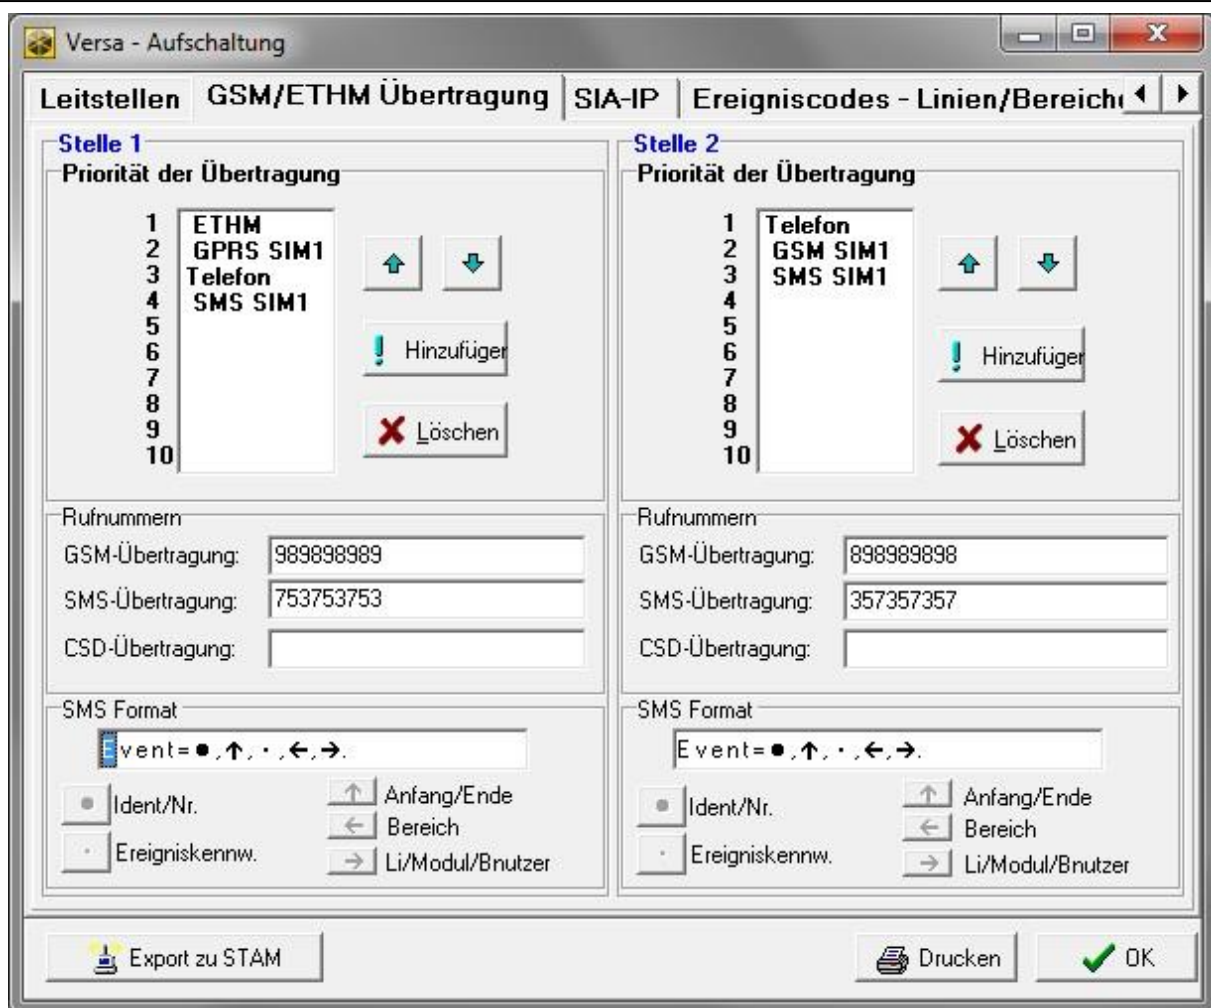 Versa - Aufschaltung
Leitstellen GSM/ETHM Übertragung SIA-IP Ereigniscodes - Linien/Bereiche
Stelle 1
Priorität der Übertragung
1 ETHM
2 GPRS SIM1
3 Telefon
4 SMS SIM1
5
6
7
8
9
10
Hinzufüger
Löschen
Rufnummern
GSM-Übertragung: 989898989
SMS-Übertragung: 753753753
CSD-Übertragung:
SMS Format
Event=●,↑,·,←,→.
Ident/Nr.
Anfang/Ende
Bereich
Ereigniskennw.
Li/Modul/Bnutzer
Stelle 2
Priorität der Übertragung
1 Telefon
2 GSM SIM1
3 SMS SIM1
4
5
6
7
8
9
10
Hinzufüger
Löschen
Rufnummern
GSM-Übertragung: 898989898
SMS-Übertragung: 357357357
CSD-Übertragung:
SMS Format
Event=●,↑,·,←,→.
Ident/Nr.
Anfang/Ende
Bereich
Ereigniskennw.
Li/Modul/Bnutzer
Export zu STAM
Drucken
OK